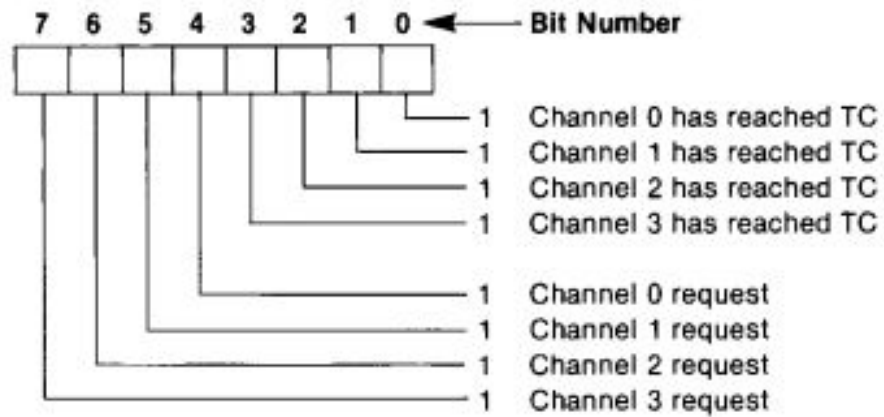 7 6 5 4 3 2 1 0 Bit Number
1 Channel 0 has reached TC
1 Channel 1 has reached TC
1 Channel 2 has reached TC
1 Channel 3 has reached TC
1 Channel 0 request
1 Channel 1 request
1 Channel 2 request
1 Channel 3 request